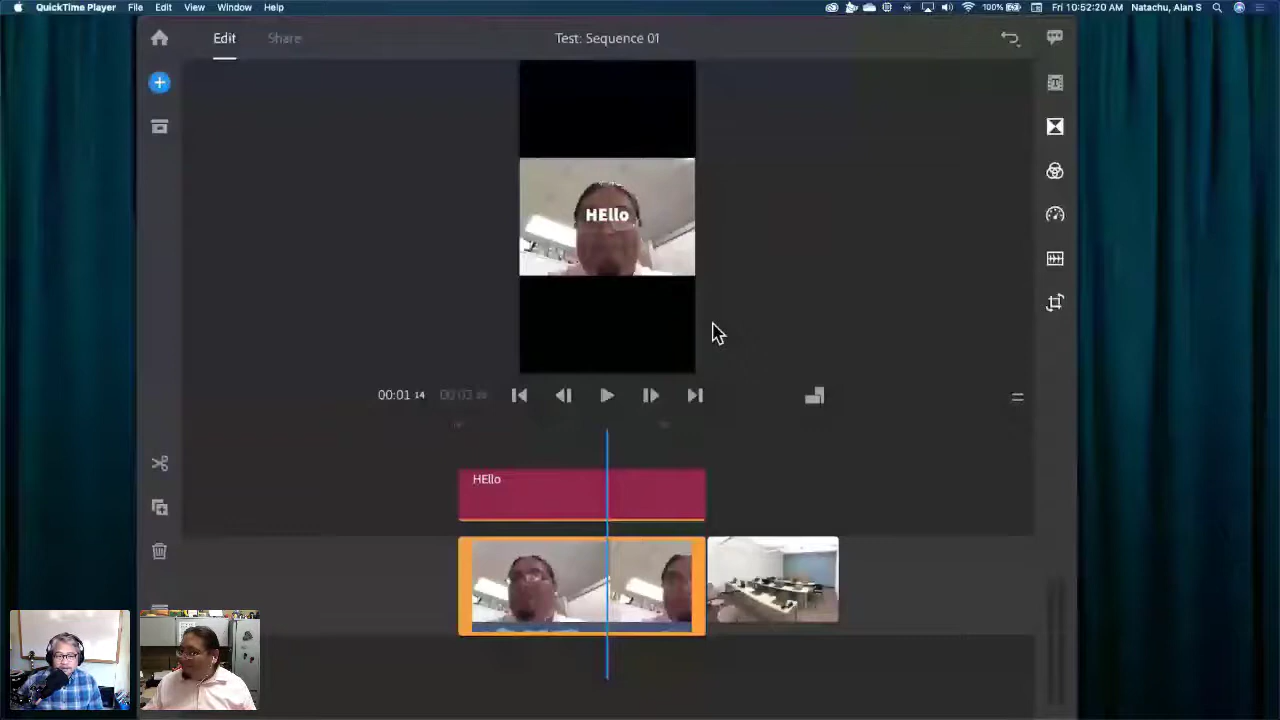 QuickTime Player File Edit View Window Help 100% Fri 10:52:20 AM Natachu, Alan S
Edit Share Test: Sequence 01
HEllo
00:01 14
HEllo